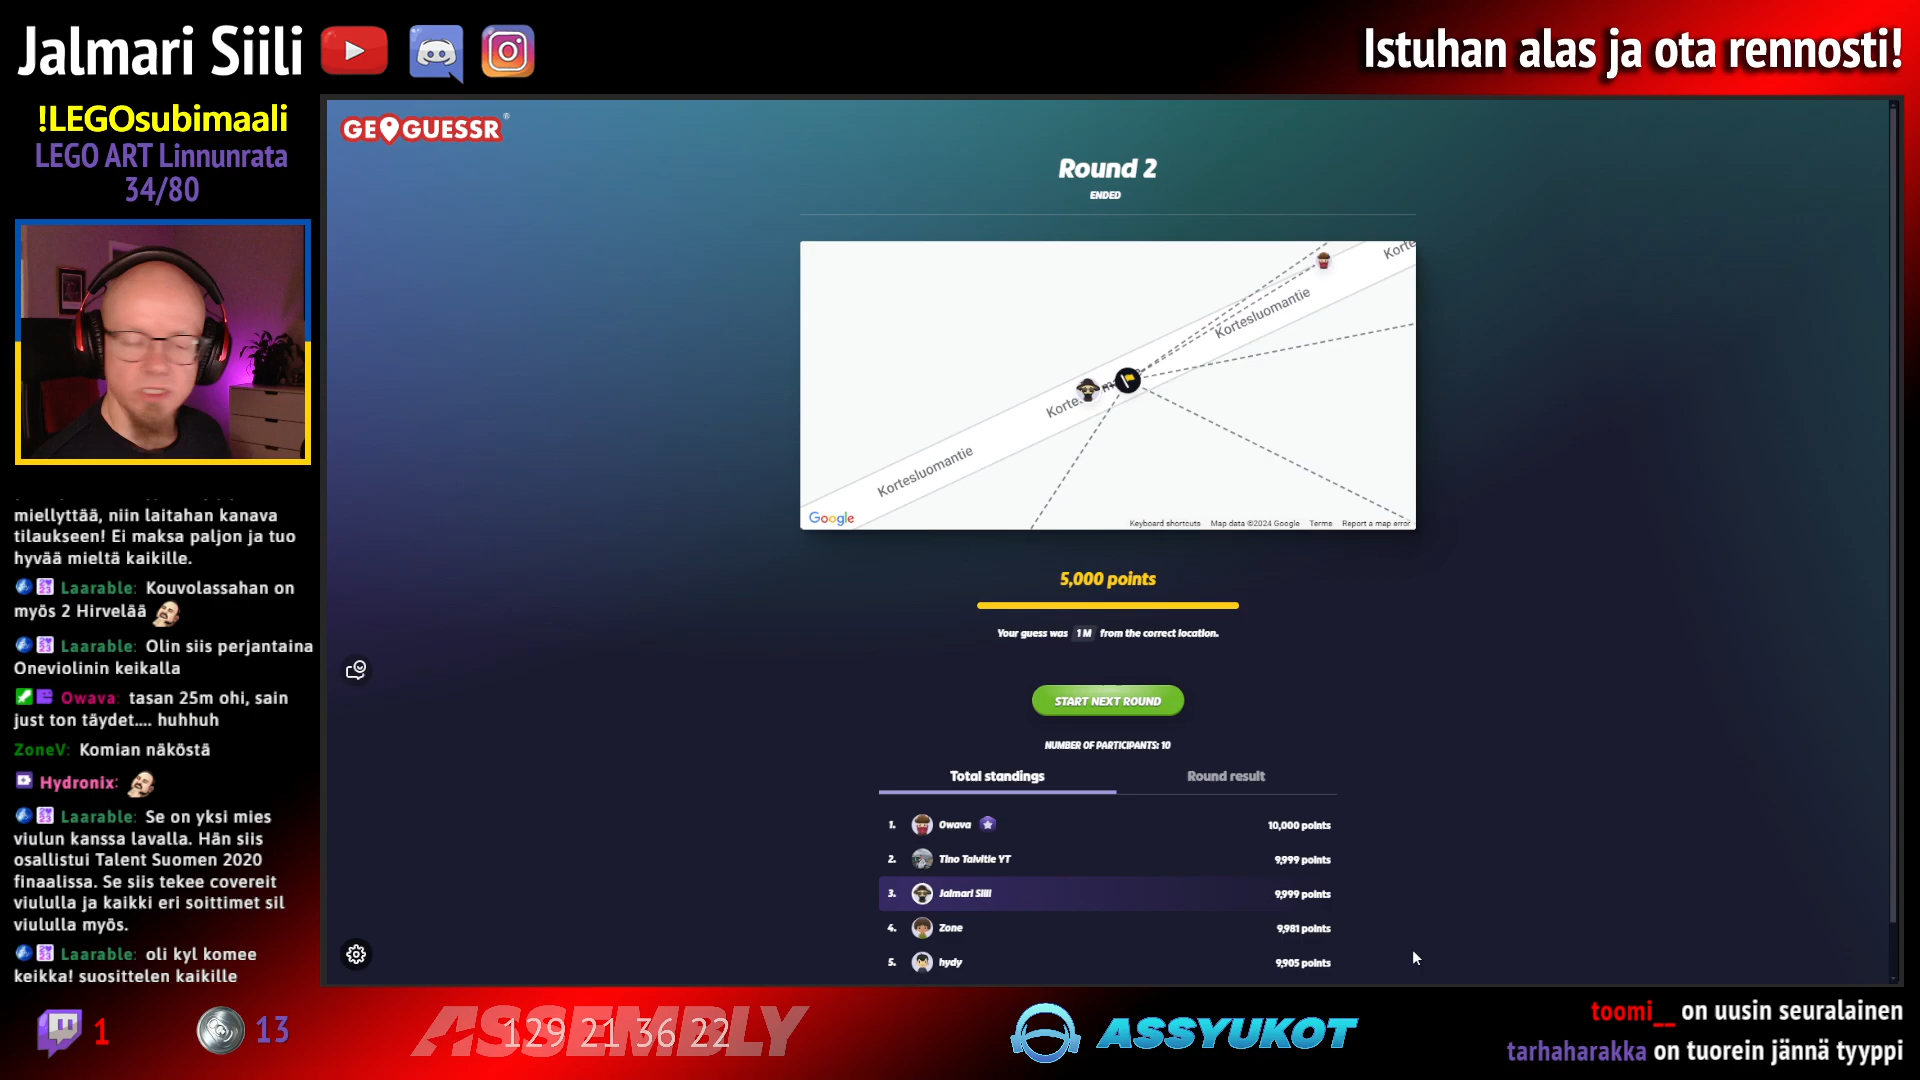 Jalmari Siili
Istuhan alas ja ota rennosti!
!LEGOsubimaali
LEGO ART Linnunrata
34/80
GEOGUESSR
Round 2
ENDED
Korte
Kortesluomantie
Korte
Kortesluomantie
Google
Keyboard shortcuts Map data ©2024 Google Terms Report a map error
5,000 points
Your guess was 1 M from the correct location.
START NEXT ROUND
NUMBER OF PARTICIPANTS: 10
Total standings Round result
1. Owava 10,000 points
2. Tino Talvitie YT 9,999 points
3. Jalmari Siili 9,999 points
4. Zone 9,981 points
5. hydy 9,905 points
miellyttää, niin laitahan kanava
tilaukseen! Ei maksa paljon ja tuo
hyvää mieltä kaikille.
Laarable: Kouvolassahan on
myös 2 Hirvelää
Laarable: Olin siis perjantaina
Oneviolinin keikalla
Owava: tasan 25m ohi, sain
just ton täydet.... huhhuh
ZoneV: Komian näköstä
Hydronix:
Laarable: Se on yksi mies
viulun kanssa lavalla. Hän siis
osallistui Talent Suomen 2020
finaalissa. Se siis tekee covereit
viululla ja kaikki eri soittimet sil
viululla myös.
Laarable: oli kyl komee
keikka! suosittelen kaikille
1
13
ASSEMBLY
129 21 36 22
ASSYUKOT
toomi__ on uusin seuralainen
tarhaharakka on tuorein jännä tyyppi